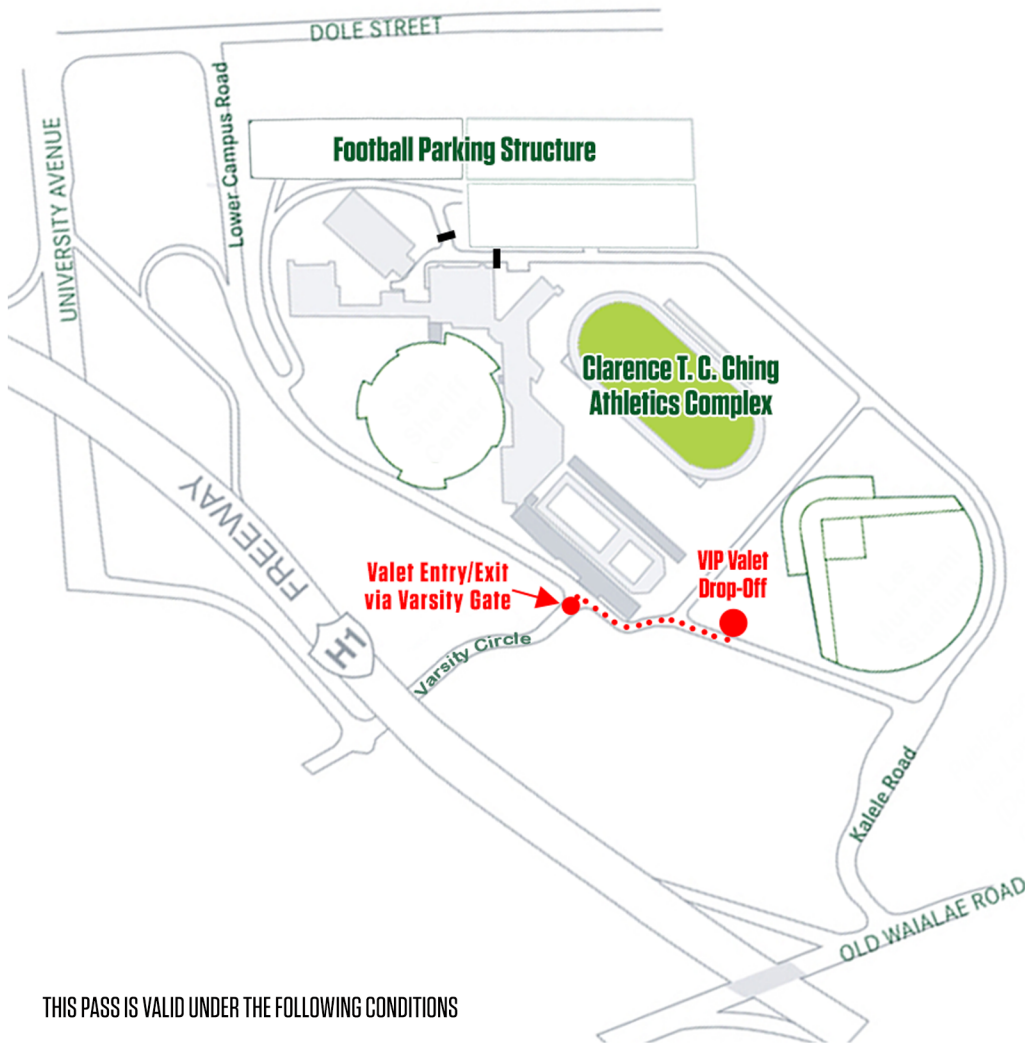 DOLE STREET
UNIVERSITY AVENUE
Lower Campus Road
Football Parking Structure
Clarence T. C. Ching
Athletics Complex
FREEWAY
H1
Valet Entry/Exit
via Varsity Gate
VIP Valet
Drop-Off
Varsity Circle
Kalele Road
OLD WAIALAE ROAD
THIS PASS IS VALID UNDER THE FOLLOWING CONDITIONS